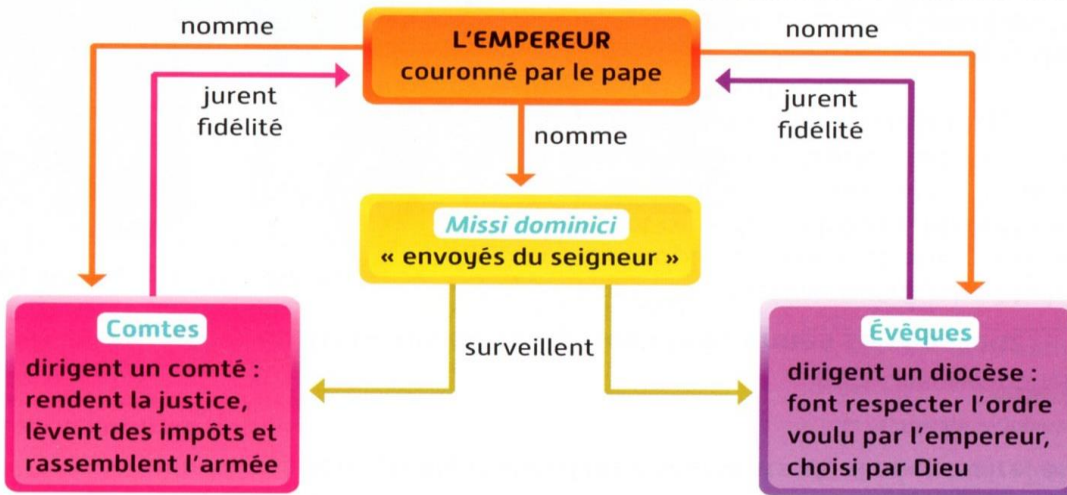 nomme
L'EMPEREUR
couronné par le pape
nomme
jurent
fidélité
nomme
jurent
fidélité
Missi dominici
« envoyés du seigneur »
surveillent
Comtes
dirigent un comté :
rendent la justice,
lèvent des impôts et
rassemblent l'armée
Évêques
dirigent un diocèse :
font respecter l'ordre
voulu par l'empereur,
choisi par Dieu